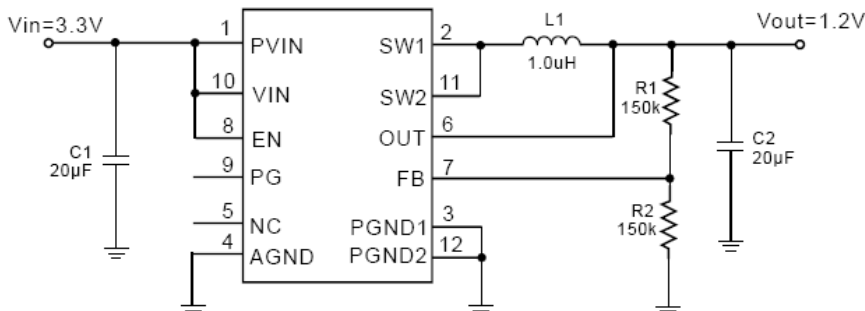 Vin=3.3V
1
PVIN
SW1
2
L1
1.0uH
Vout=1.2V
10
VIN
SW2
11
R1
150k
8
EN
OUT
6
C1
20µF
C2
20µF
9
PG
FB
7
5
NC
PGND1
3
R2
150k
4
AGND
PGND2
12